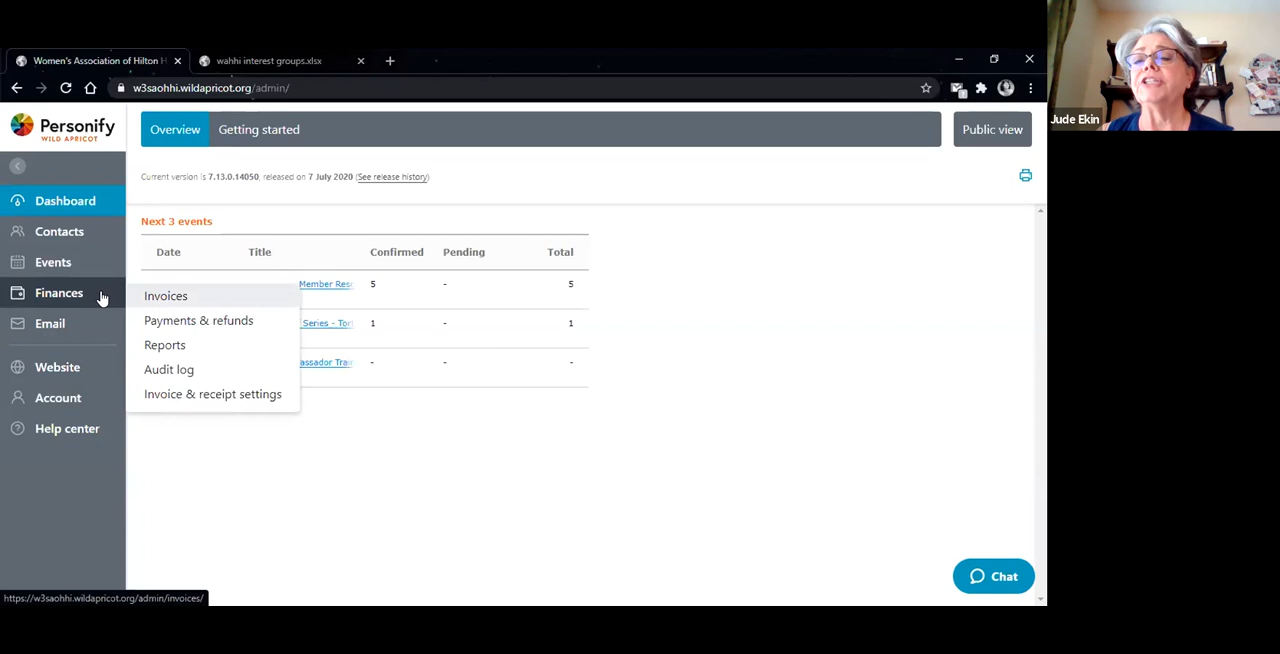 Women's Association of Hilton H
wahhi interest groups.xlsx
w3saohhi.wildapricot.org/admin/
Jude Ekin
Personify
WILD APRICOT
Overview
Getting started
Public view
Current version is 7.13.0.14050, released on 7 July 2020 (See release history)
Dashboard
Contacts
Events
Finances
Email
Website
Account
Help center
Next 3 events
Date Title Confirmed Pending Total
Member Reso 5 - 5
Series - Tor 1 - 1
assador Trai - - -
Invoices
Payments & refunds
Reports
Audit log
Invoice & receipt settings
Chat
https://w3saohhi.wildapricot.org/admin/invoices/